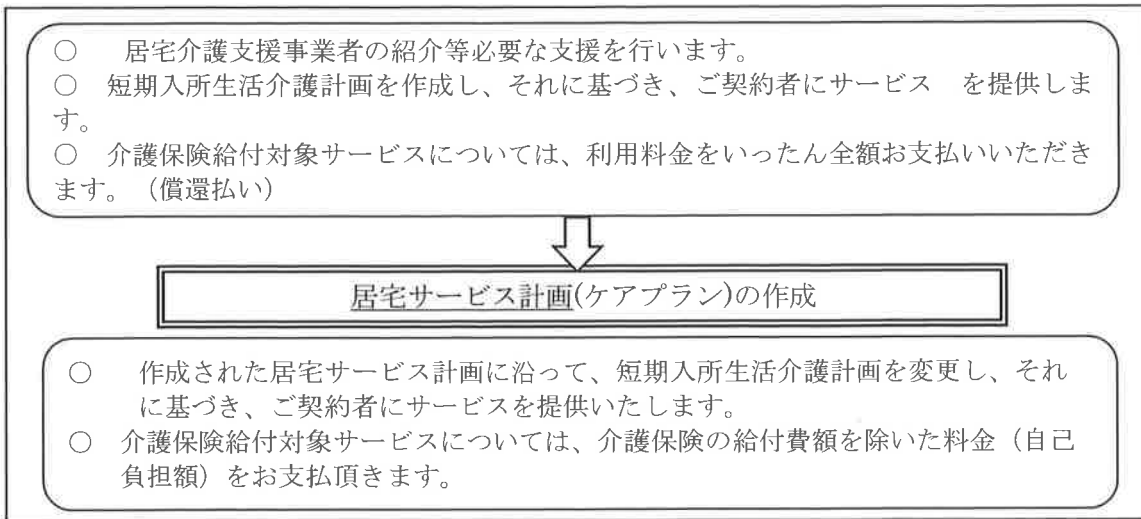 ○　　居宅介護支援事業者の紹介等必要な支援を行います。
○　短期入所生活介護計画を作成し、それに基づき、ご契約者にサービス　を提供しま
す。
○　介護保険給付対象サービスについては、利用料金をいったん全額お支払いいただき
ます。（償還払い）
居宅サービス計画(ケアプラン)の作成
○　　作成された居宅サービス計画に沿って、短期入所生活介護計画を変更し、それ
に基づき、ご契約者にサービスを提供いたします。
○　介護保険給付対象サービスについては、介護保険の給付費額を除いた料金（自己
負担額）をお支払頂きます。